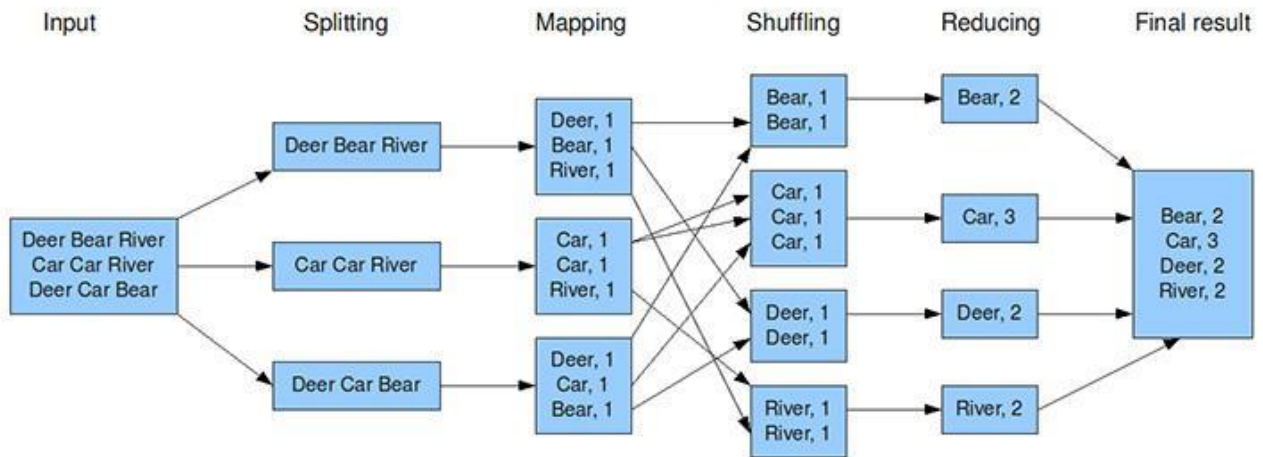 Input
Splitting
Mapping
Shuffling
Reducing
Final result
Deer Bear River
Car Car River
Deer Car Bear
Deer Bear River
Car Car River
Deer Car Bear
Deer, 1
Bear, 1
River, 1
Car, 1
Car, 1
River, 1
Deer, 1
Car, 1
Bear, 1
Bear, 1
Bear, 1
Car, 1
Car, 1
Car, 1
Deer, 1
Deer, 1
River, 1
River, 1
Bear, 2
Car, 3
Deer, 2
River, 2
Bear, 2
Car, 3
Deer, 2
River, 2